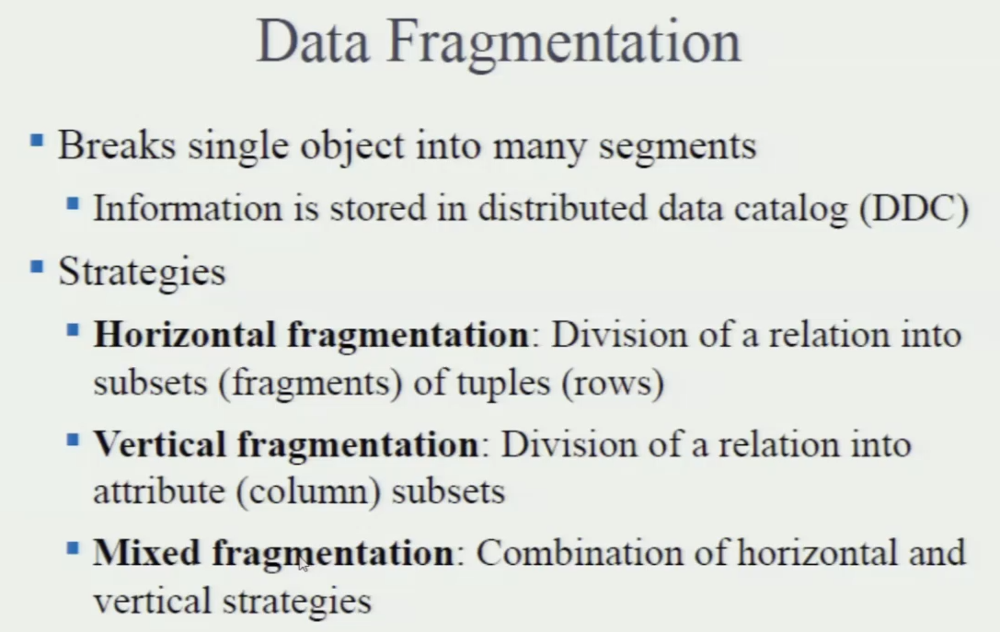 Data Fragmentation
Breaks single object into many segments
Information is stored in distributed data catalog (DDC)
Strategies
Horizontal fragmentation: Division of a relation into
subsets (fragments) of tuples (rows)
Vertical fragmentation: Division of a relation into
attribute (column) subsets
Mixed fragmentation: Combination of horizontal and
vertical strategies